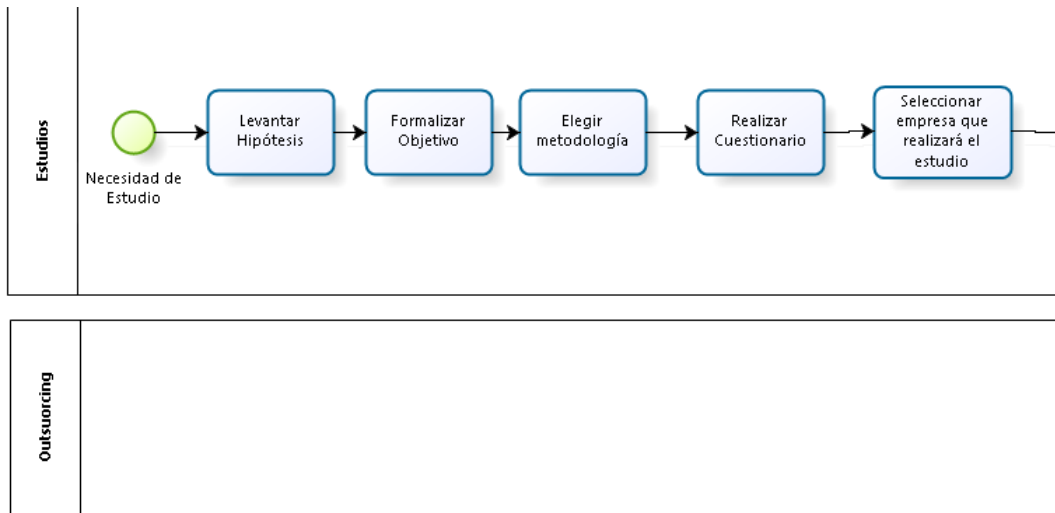 Estudios
Necesidad de
Estudio
Levantar
Hipótesis
Formalizar
Objetivo
Elegir
metodología
Realizar
Cuestionario
Seleccionar
empresa que
realizará el
estudio
Outsuorcing